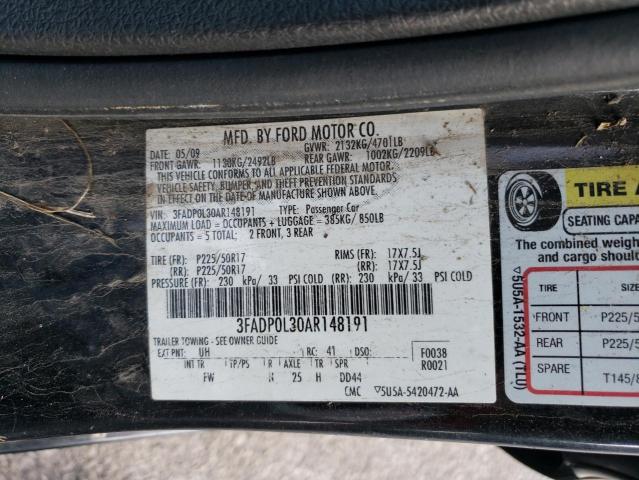 MFD. BY FORD MOTOR CO.
DATE: 05/09 GVWR: 2132KG/4701LB
FRONT GAWR: 1130KG/2492LB REAR GAWR: 1002KG/2209LB
THIS VEHICLE CONFORMS TO ALL APPLICABLE FEDERAL MOTOR
VEHICLE SAFETY, BUMPER, AND THEFT PREVENTION STANDARDS
IN EFFECT ON THE DATE OF MANUFACTURE SHOWN ABOVE.
VIN: 3FADP0L30AR148191 TYPE: Passenger Car
MAXIMUM LOAD = OCCUPANTS + LUGGAGE = 385KG/ 850LB
OCCUPANTS = 5 TOTAL: 2 FRONT, 3 REAR
TIRE (FR): P225/50R17 RIMS (FR): 17X7.5J
(RR): P225/50R17 (RR): 17X7.5J
PRESSURE (FR): 230 kPa/ 33 PSI COLD (RR): 230 kPa/ 33 PSI COLD
3FADP0L30AR148191
TRAILER TOWING - SEE OWNER GUIDE
EXT PNT: UH RC: 41 DSO: F0038
INT TR TP/PS R AXLE TR SPR R0021
FW N 25 H DD44
CMC ▽5U5A-5420472-AA
TIRE A
SEATING CAPA
The combined weigh
and cargo shou
TIRE SIZ
FRONT P225/5
REAR P225/5
SPARE T145/8
▽5U5A-1532-AA (TLU)